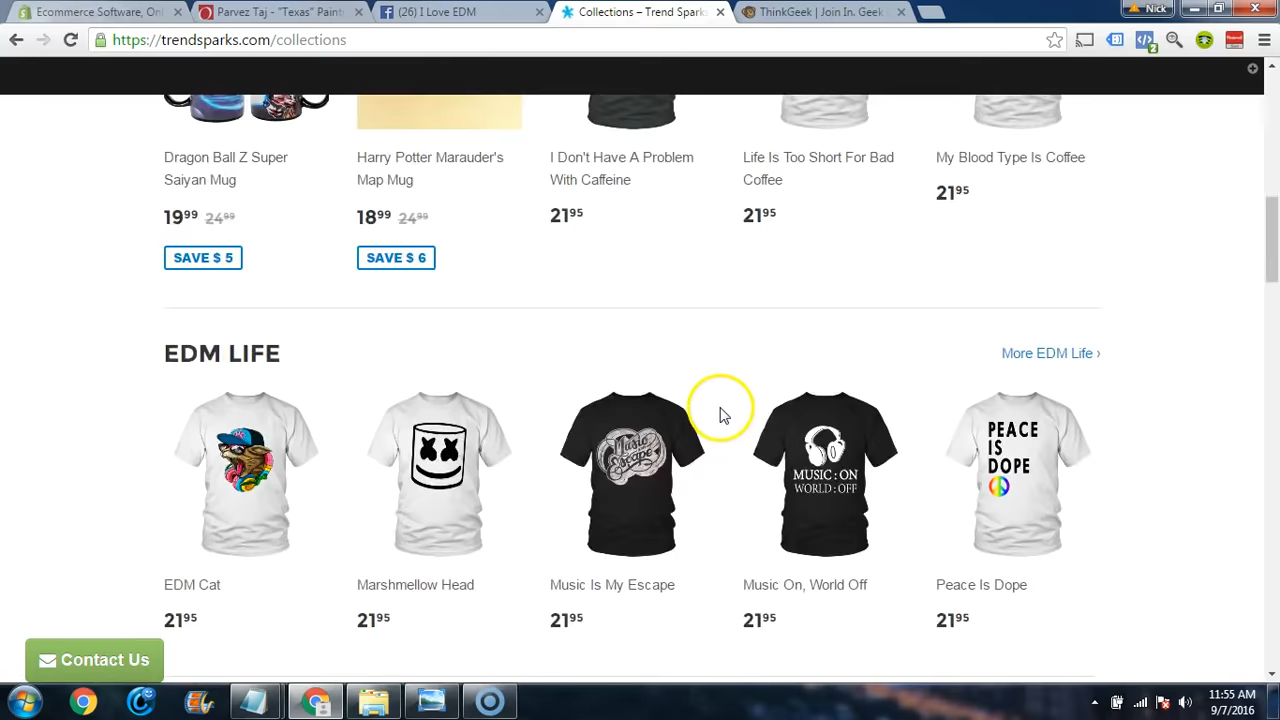 Ecommerce Software, Onl
Parvez Taj - "Texas" Paint
(26) I Love EDM
Collections – Trend Spark
ThinkGeek | Join In. Geek
Nick
https://trendsparks.com/collections
2
Dragon Ball Z Super
Saiyan Mug
19 99 24 99
SAVE $ 5
Harry Potter Marauder's
Map Mug
18 99 24 99
SAVE $ 6
I Don't Have A Problem
With Caffeine
21 95
Life Is Too Short For Bad
Coffee
21 95
My Blood Type Is Coffee
21 95
EDM LIFE
More EDM Life ›
Music
Escape
MUSIC : ON
WORLD : OFF
PEACE
IS
DOPE
EDM Cat
21 95
Marshmellow Head
21 95
Music Is My Escape
21 95
Music On, World Off
21 95
Peace Is Dope
21 95
Contact Us
11:55 AM
9/7/2016